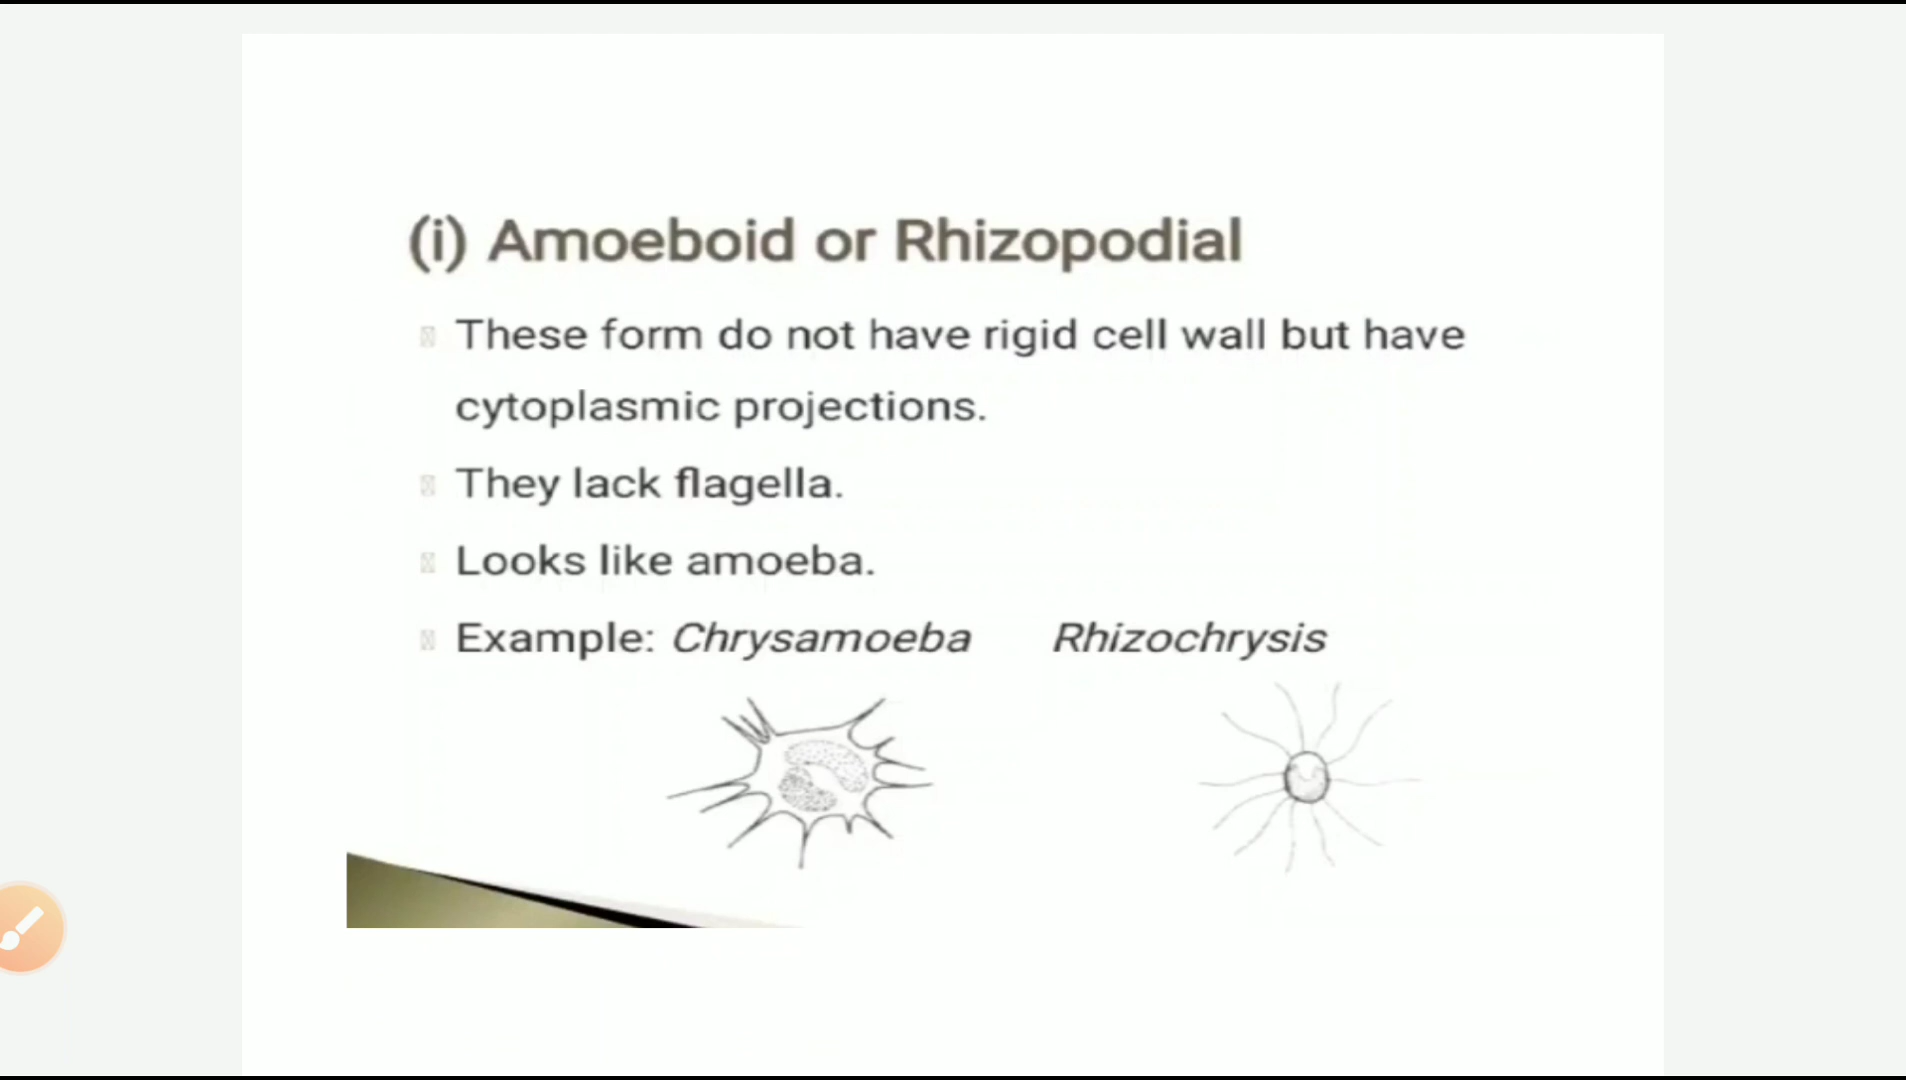 (i) Amoeboid or Rhizopodial
These form do not have rigid cell wall but have
cytoplasmic projections.
They lack flagella.
Looks like amoeba.
Example: Chrysamoeba Rhizochrysis